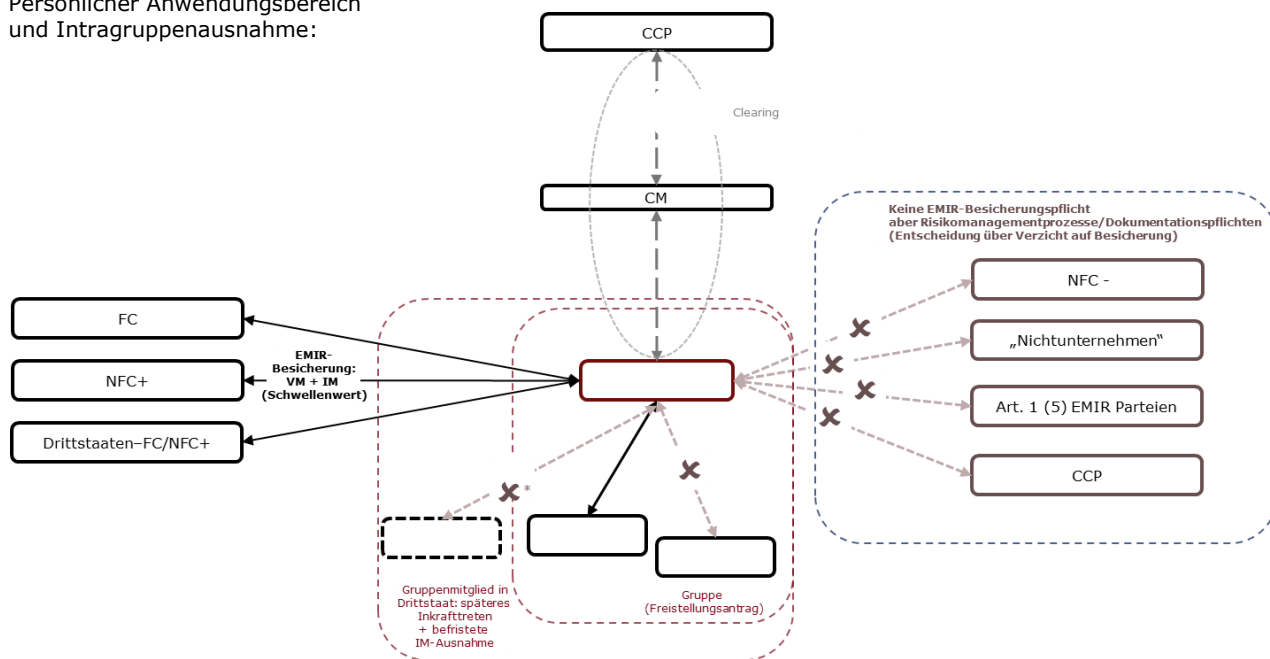 Persönlicher Anwendungsbereich
und Intragruppenausnahme:
CCP
Clearing
CM
Keine EMIR-Besicherungspflicht
aber Risikomanagementprozesse/Dokumentationspflichten
(Entscheidung über Verzicht auf Besicherung)
NFC -
„Nichtunternehmen“
Art. 1 (5) EMIR Parteien
CCP
FC
NFC+
Drittstaaten–FC/NFC+
EMIR-
Besicherung:
VM + IM
(Schwellenwert)
*
Gruppenmitglied in
Drittstaat: späteres
Inkrafttreten
+ befristete
IM-Ausnahme
Gruppe
(Freistellungsantrag)